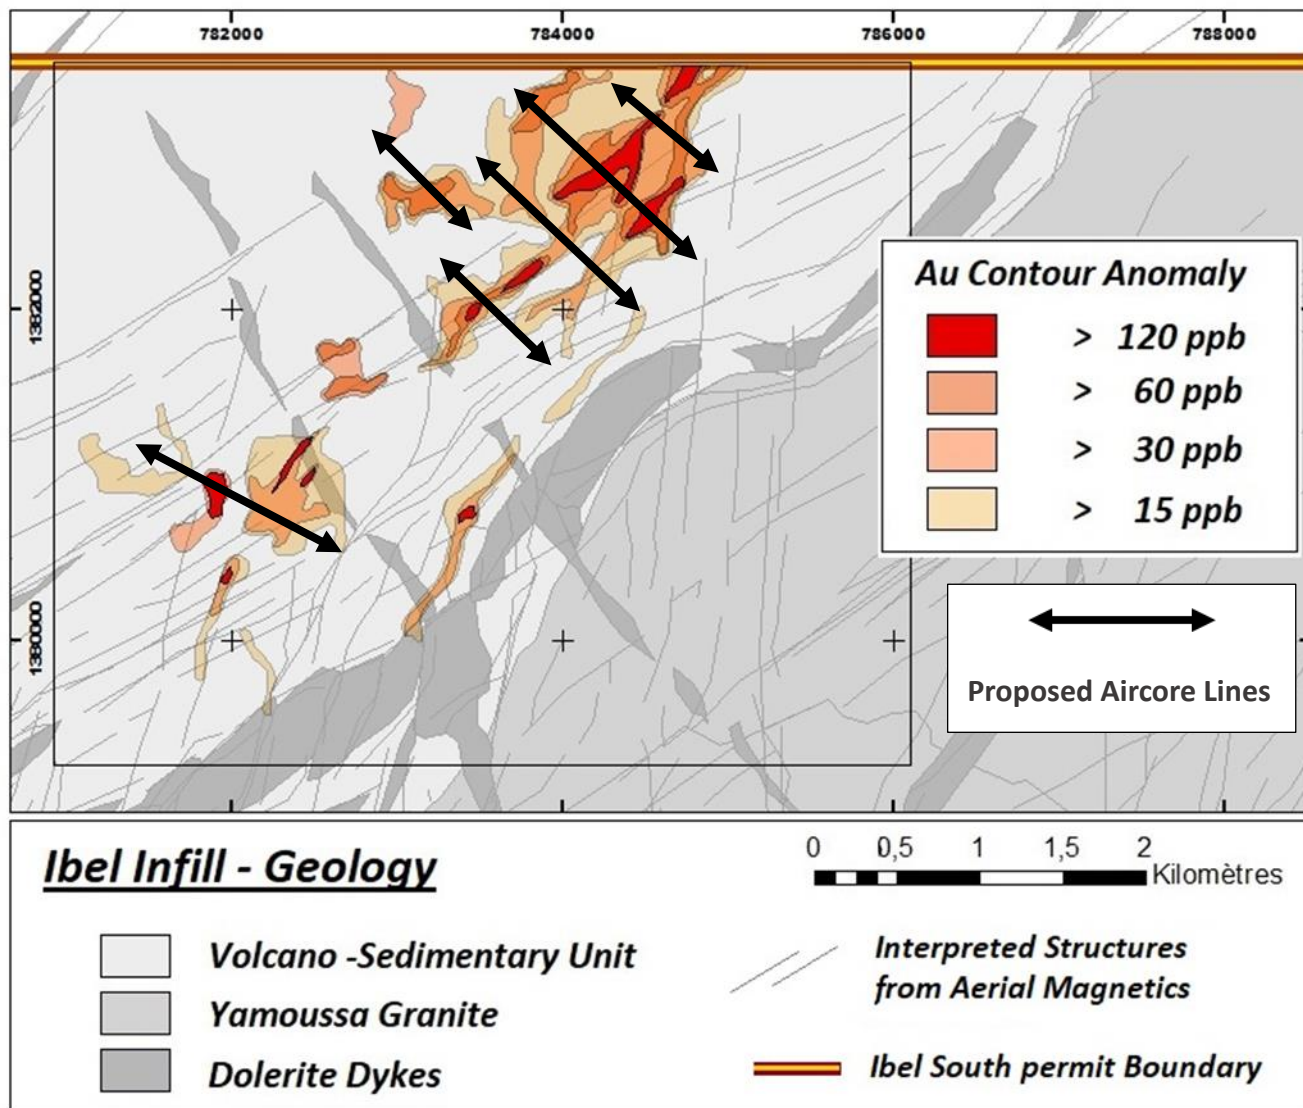 782000
784000
786000
788000
1382000
1380000
Au Contour Anomaly
> 120 ppb
> 60 ppb
> 30 ppb
> 15 ppb
Proposed Aircore Lines
Ibel Infill - Geology
0 0,5 1 1,5 2
Kilomètres
Volcano -Sedimentary Unit
Yamoussa Granite
Dolerite Dykes
Interpreted Structures
from Aerial Magnetics
Ibel South permit Boundary